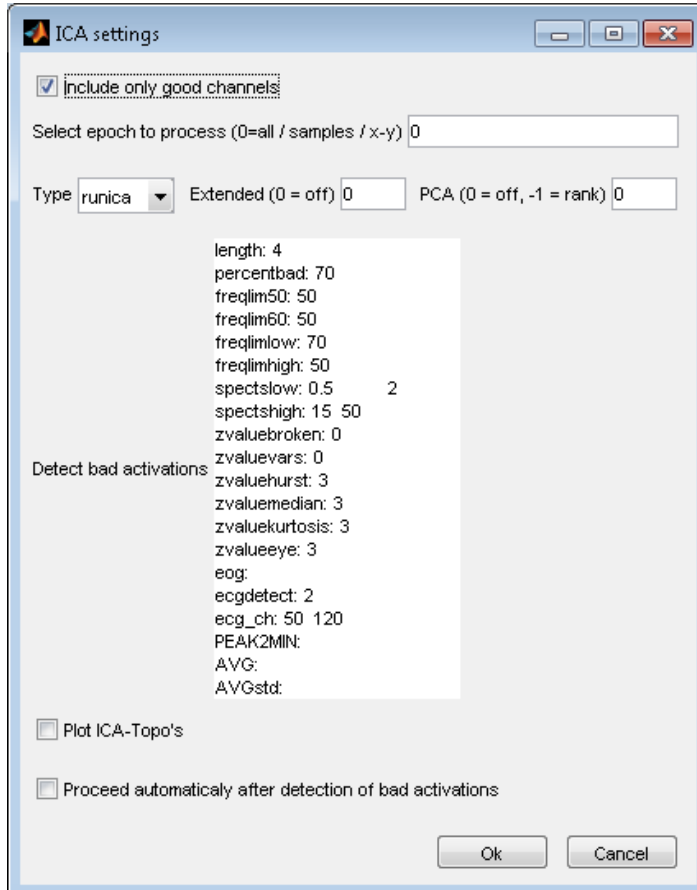 ICA settings
Include only good channels
Select epoch to process (0=all / samples / x-y) 0
Type runica Extended (0 = off) 0 PCA (0 = off, -1 = rank) 0
length: 4
percentbad: 70
freqlim50: 50
freqlim60: 50
freqlimlow: 70
freqlimhigh: 50
spectslow: 0.5 2
spectshigh: 15 50
zvaluebroken: 0
zvaluevars: 0
Detect bad activations
zvaluehurst: 3
zvaluemedian: 3
zvaluekurtosis: 3
zvalueeye: 3
eog:
ecgdetect: 2
ecg_ch: 50 120
PEAK2MIN:
AVG:
AVGstd:
Plot ICA-Topo's
Proceed automaticaly after detection of bad activations
Ok Cancel